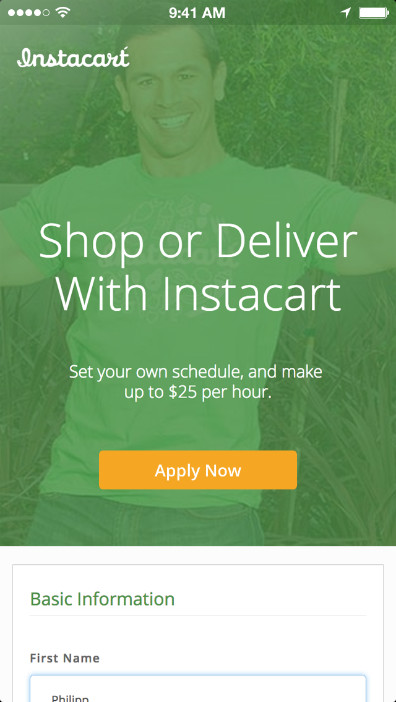 9:41 AM
Instacart
Shop or Deliver
With Instacart
Set your own schedule, and make
up to $25 per hour.
Apply Now
Basic Information
First Name
Philipp